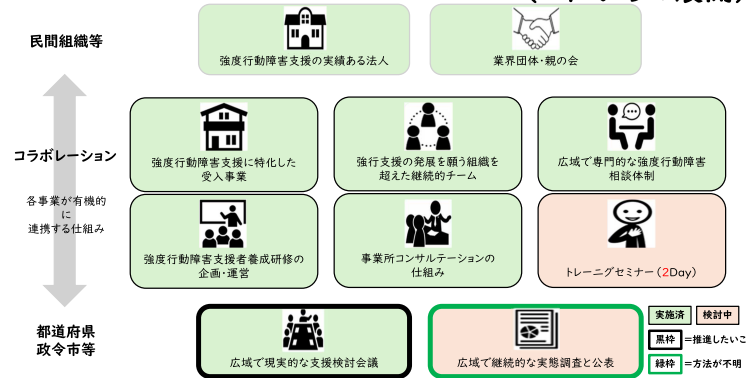 民間組織等
強度行動障害支援の実績ある法人
業界団体・親の会
コラボレーション
各事業が有機的
に
連携する仕組み
強度行動障害支援に特化した
受入事業
強行支援の発展を願う組織を
超えた継続的チーム
広域で専門的な強度行動障害
相談体制
強度行動障害支援者養成研修の
企画・運営
事業所コンサルテーションの
仕組み
トレーニングセミナー(2Day)
都道府県
政令市等
広域で現実的な支援検討会議
広域で継続的な実態調査と公表
実施済
検討中
黒枠
=推進したいこ
緑枠
=方法が不明